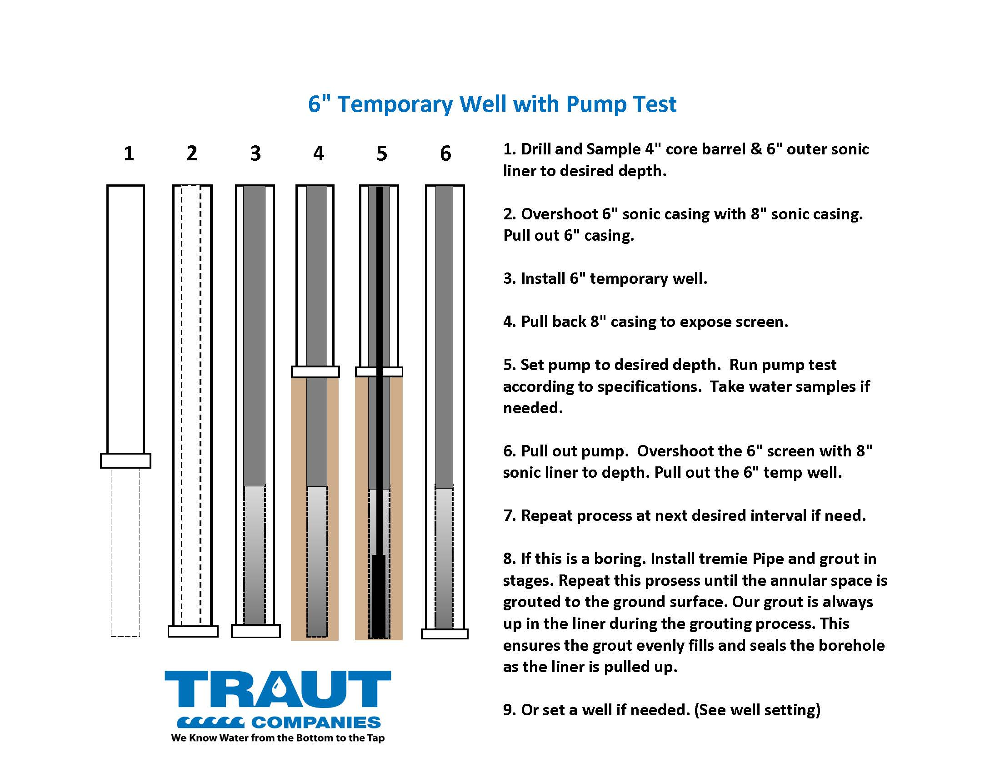 6" Temporary Well with Pump Test
1 2 3 4 5 6
1. Drill and Sample 4" core barrel & 6" outer sonic
liner to desired depth.
2. Overshoot 6" sonic casing with 8" sonic casing.
Pull out 6" casing.
3. Install 6" temporary well.
4. Pull back 8" casing to expose screen.
5. Set pump to desired depth.  Run pump test
according to specifications.  Take water samples if
needed.
6. Pull out pump.  Overshoot the 6" screen with 8"
sonic liner to depth. Pull out the 6" temp well.
7. Repeat process at next desired interval if need.
8. If this is a boring. Install tremie Pipe and grout in
stages. Repeat this prosess until the annular space is
grouted to the ground surface. Our grout is always
up in the liner during the grouting process. This
ensures the grout evenly fills and seals the borehole
as the liner is pulled up.
9. Or set a well if needed. (See well setting)
TRAUT
COMPANIES
We Know Water from the Bottom to the Tap